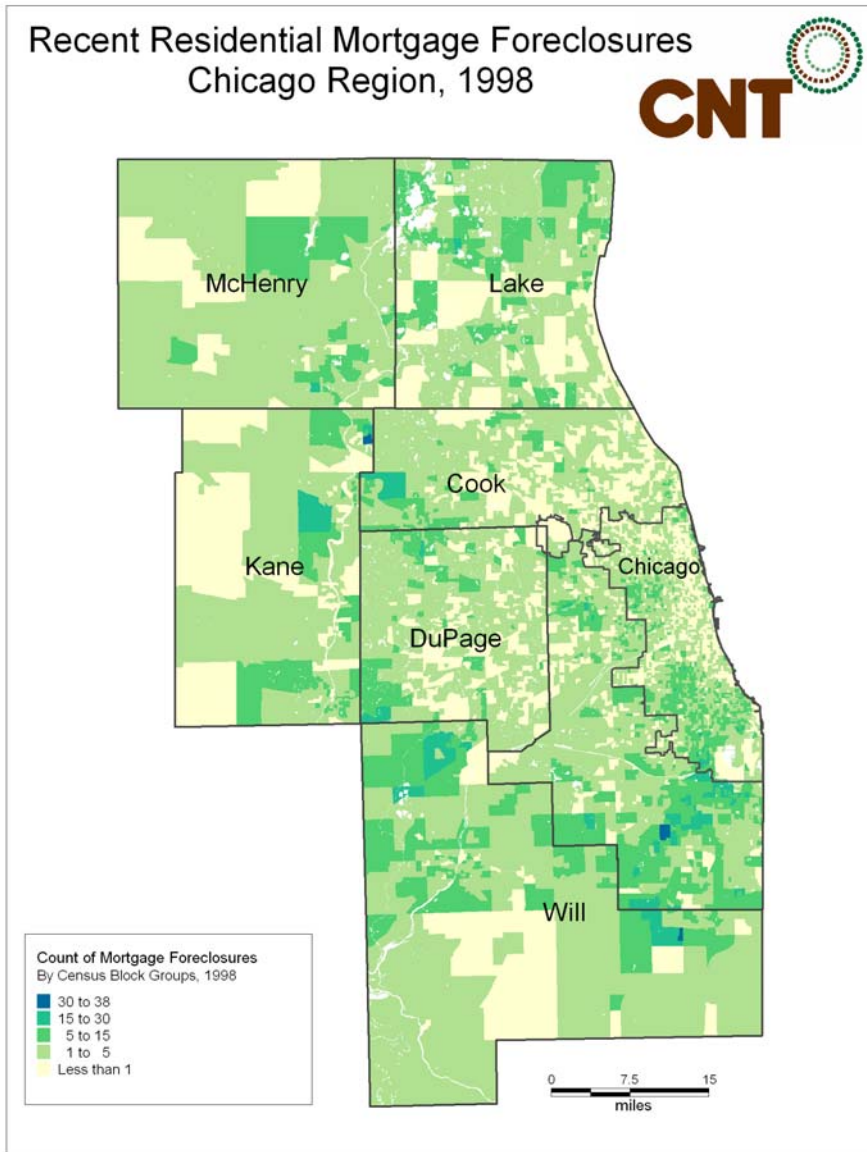 Recent Residential Mortgage Foreclosures
Chicago Region, 1998
CNT
McHenry
Lake
Cook
Kane
Chicago
DuPage
Will
Count of Mortgage Foreclosures
By Census Block Groups, 1998
30 to 38
15 to 30
5 to 15
1 to 5
Less than 1
0 7.5 15
miles